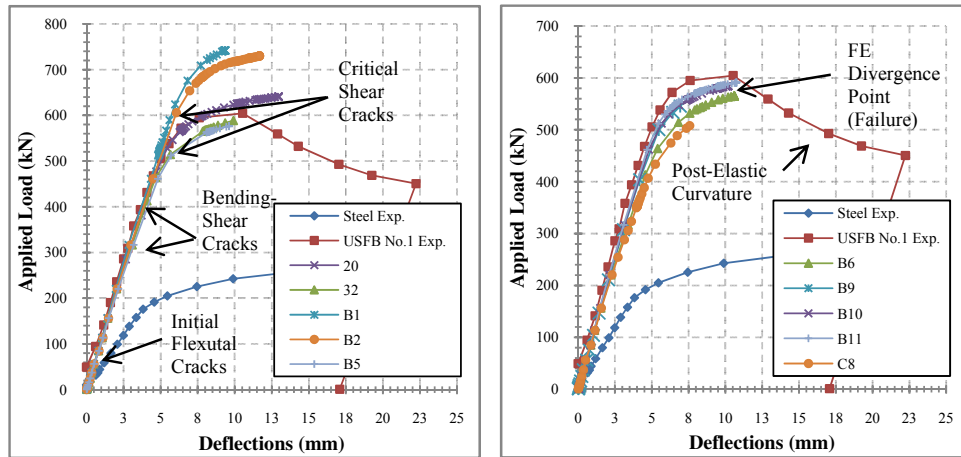 800
700
600
500
400
300
200
100
0
Applied Load (kN)
0 3 5 8 10 13 15 18 20 23 25
Deflections (mm)
Critical
Shear
Cracks
Bending-
Shear
Cracks
Initial
Flexutal
Cracks
Steel Exp.
USFB No.1 Exp.
20
32
B1
B2
B5
700
600
500
400
300
200
100
0
Applied Load (kN)
0 3 5 8 10 13 15 18 20 23 25
Deflections (mm)
FE
Divergence
Point
(Failure)
Post-Elastic
Curvature
Steel Exp.
USFB No.1 Exp.
B6
B9
B10
B11
C8